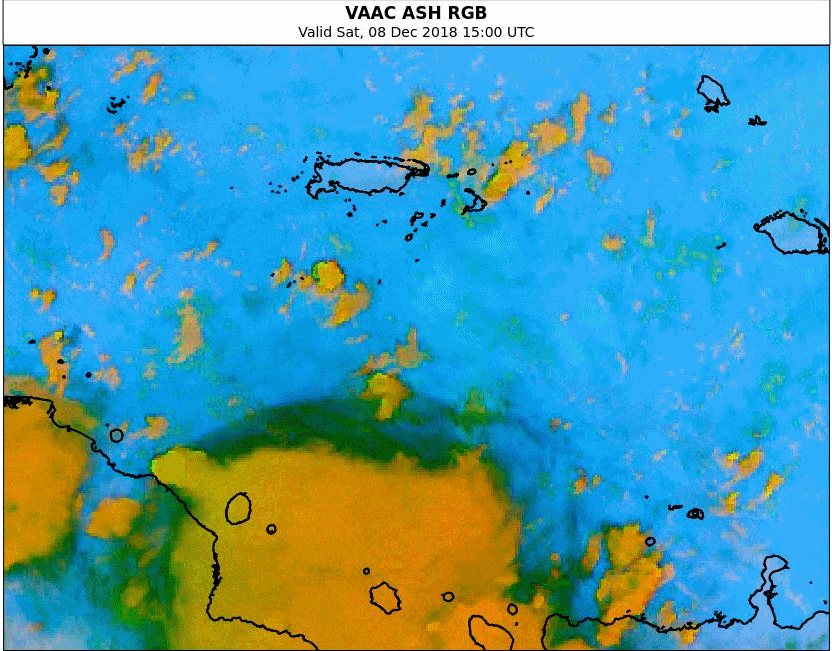 VAAC ASH RGB
Valid Sat, 08 Dec 2018 15:00 UTC